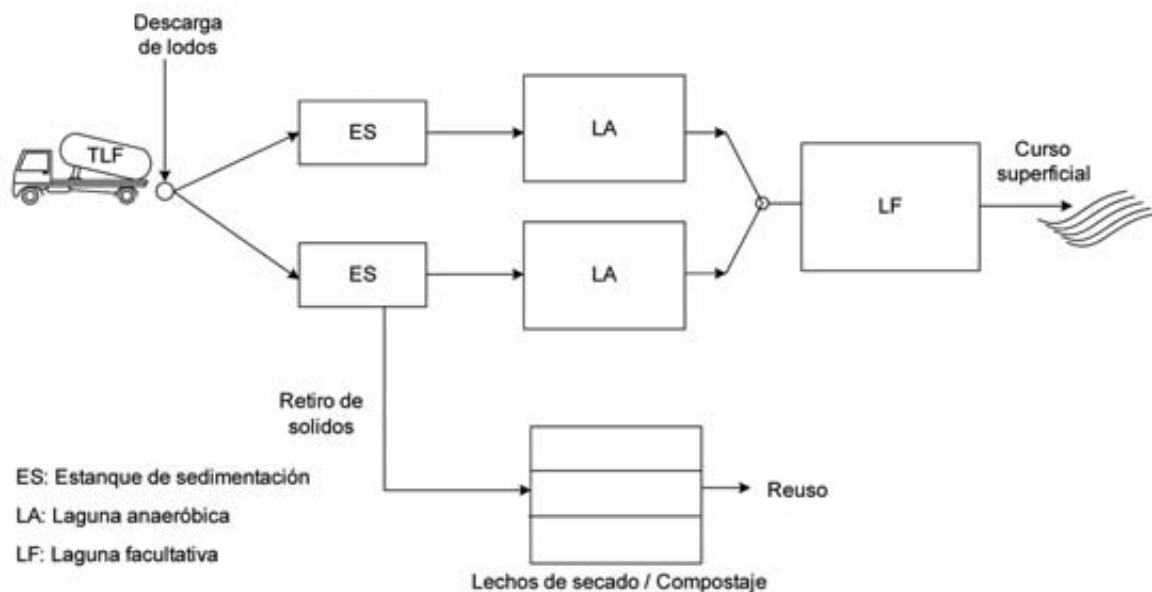 Descarga
de lodos
TLF
ES
LA
ES
LA
LF
Curso
superficial
Retiro de
solidos
Reuso
ES: Estanque de sedimentación
LA: Laguna anaeróbica
LF: Laguna facultativa
Lechos de secado / Compostaje